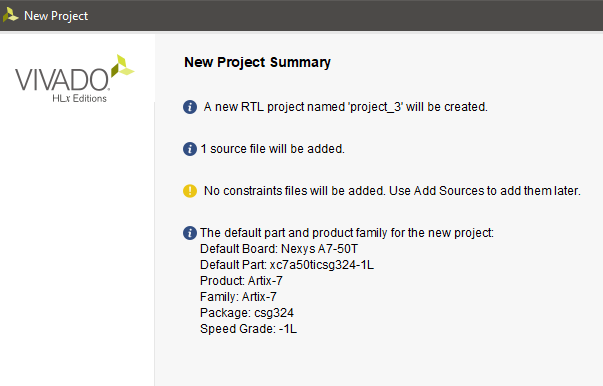 New Project
VIVADO
HLx Editions
New Project Summary
A new RTL project named 'project_3' will be created.
1 source file will be added.
No constraints files will be added. Use Add Sources to add them later.
The default part and product family for the new project:
Default Board: Nexys A7-50T
Default Part: xc7a50ticsg324-1L
Product: Artix-7
Family: Artix-7
Package: csg324
Speed Grade: -1L